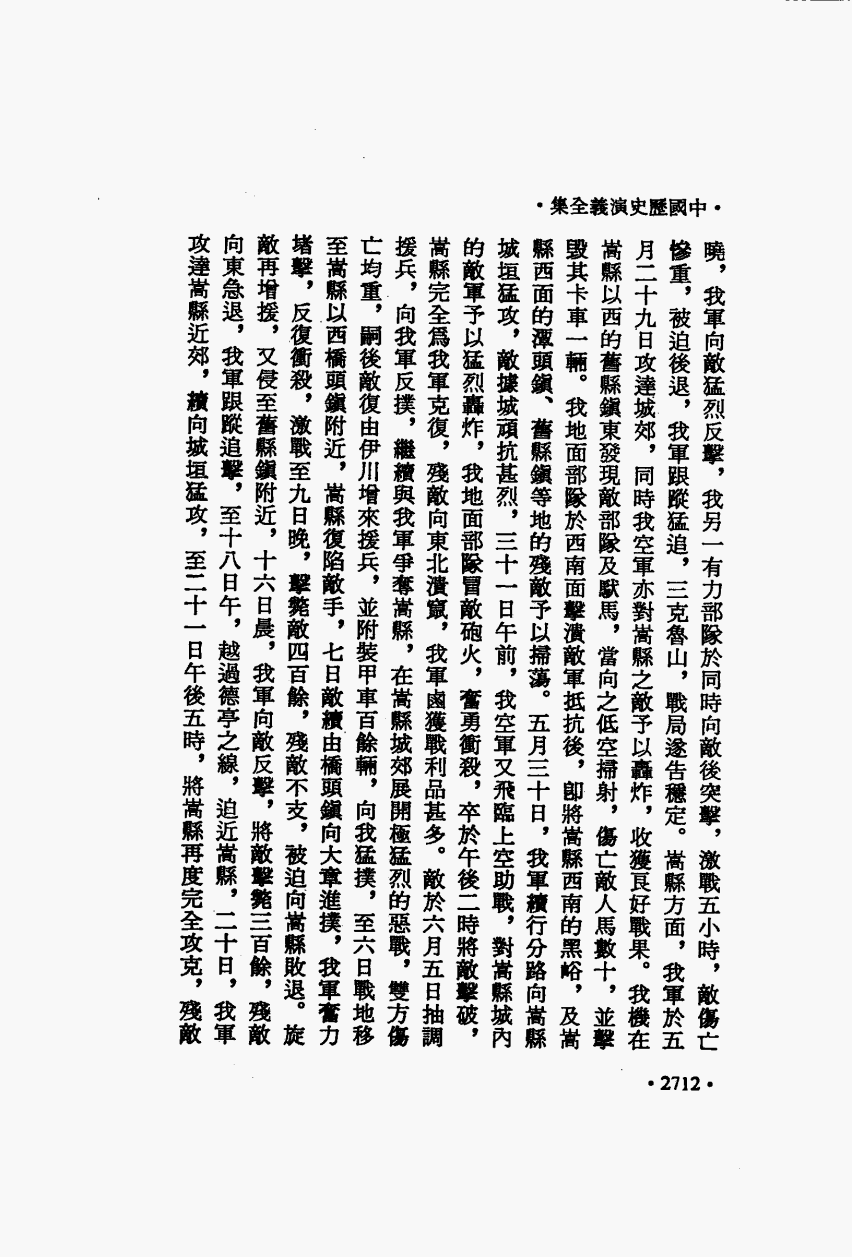 ·中國歷史演義全集·
曉，我軍向敵猛烈反擊，我另一有力部隊於同時向敵後突擊，激戰五小時，敵傷亡
慘重，被迫後退，我軍跟蹤猛追，三克魯山，戰局遂告穩定。嵩縣方面，我軍於五
月二十九日攻達城郊，同時我空軍亦對嵩縣之敵予以轟炸，收獲良好戰果。我機在
嵩縣以西的舊縣鎮東發現敵部隊及馱馬，當向之低空掃射，傷亡敵人馬數十，並擊
毀其卡車一輛。我地面部隊於西南面擊潰敵軍抵抗後，卽將嵩縣西南的黑峪，及嵩
縣西面的潭頭鎮、舊縣鎮等地的殘敵予以掃蕩。五月三十日，我軍續行分路向嵩縣
城垣猛攻，敵據城頑抗甚烈，三十一日午前，我空軍又飛臨上空助戰，對嵩縣城內
的敵軍予以猛烈轟炸，我地面部隊冒敵砲火，奮勇衝殺，卒於午後二時將敵擊破，
嵩縣完全爲我軍克復，殘敵向東北潰竄，我軍鹵獲戰利品甚多。敵於六月五日抽調
援兵，向我軍反撲，繼續與我軍爭奪嵩縣，在嵩縣城郊展開極猛烈的惡戰，雙方傷
亡均重，嗣後敵復由伊川增來援兵，並附裝甲車百餘輛，向我猛撲，至六日戰地移
至嵩縣以西橋頭鎮附近，嵩縣復陷敵手，七日敵續由橋頭鎮向大章進撲，我軍奮力
堵擊，反復衝殺，激戰至九日晚，擊斃敵四百餘，殘敵不支，被迫向嵩縣敗退。旋
敵再增援，又侵至舊縣鎮附近，十六日晨，我軍向敵反擊，將敵擊斃三百餘，殘敵
向東急退，我軍跟蹤追擊，至十八日午，越過德亭之線，迫近嵩縣，二十日，我軍
攻達嵩縣近郊，續向城垣猛攻，至二十一日午後五時，將嵩縣再度完全攻克，殘敵
·2712·